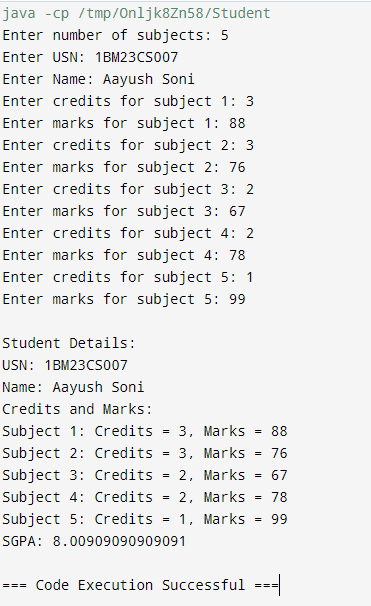 java -cp /tmp/Onljk8Zn58/Student
Enter number of subjects: 5
Enter USN: 1BM23CS007
Enter Name: Aayush Soni
Enter credits for subject 1: 3
Enter marks for subject 1: 88
Enter credits for subject 2: 3
Enter marks for subject 2: 76
Enter credits for subject 3: 2
Enter marks for subject 3: 67
Enter credits for subject 4: 2
Enter marks for subject 4: 78
Enter credits for subject 5: 1
Enter marks for subject 5: 99
Student Details:
USN: 1BM23CS007
Name: Aayush Soni
Credits and Marks:
Subject 1: Credits = 3, Marks = 88
Subject 2: Credits = 3, Marks = 76
Subject 3: Credits = 2, Marks = 67
Subject 4: Credits = 2, Marks = 78
Subject 5: Credits = 1, Marks = 99
SGPA: 8.00909090909091
=== Code Execution Successful ===